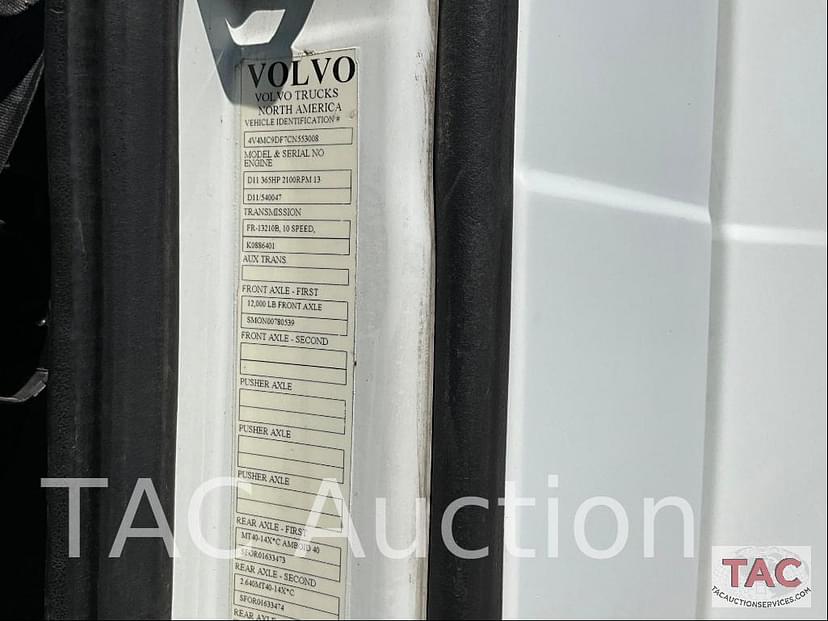 VOLVO
VOLVO TRUCKS
NORTH AMERICA
VEHICLE IDENTIFICATION #
4V4MC9DF7CN553008
MODEL & SERIAL NO
ENGINE
D11 365HP 2100RPM 13
D11/540047
TRANSMISSION
FR-13210B, 10 SPEED,
K0886401
AUX TRANS
FRONT AXLE - FIRST
12,000 LB FRONT AXLE
SMON00780539
FRONT AXLE - SECOND
PUSHER AXLE
PUSHER AXLE
PUSHER AXLE
REAR AXLE - FIRST
MT40-14X*C AMBOID 40
SFOR01633473
REAR AXLE - SECOND
2.640MT40-14X*C
SFOR01633474
REAR
TAC Auction
TAC
TACAUCTIONSERVICES.COM